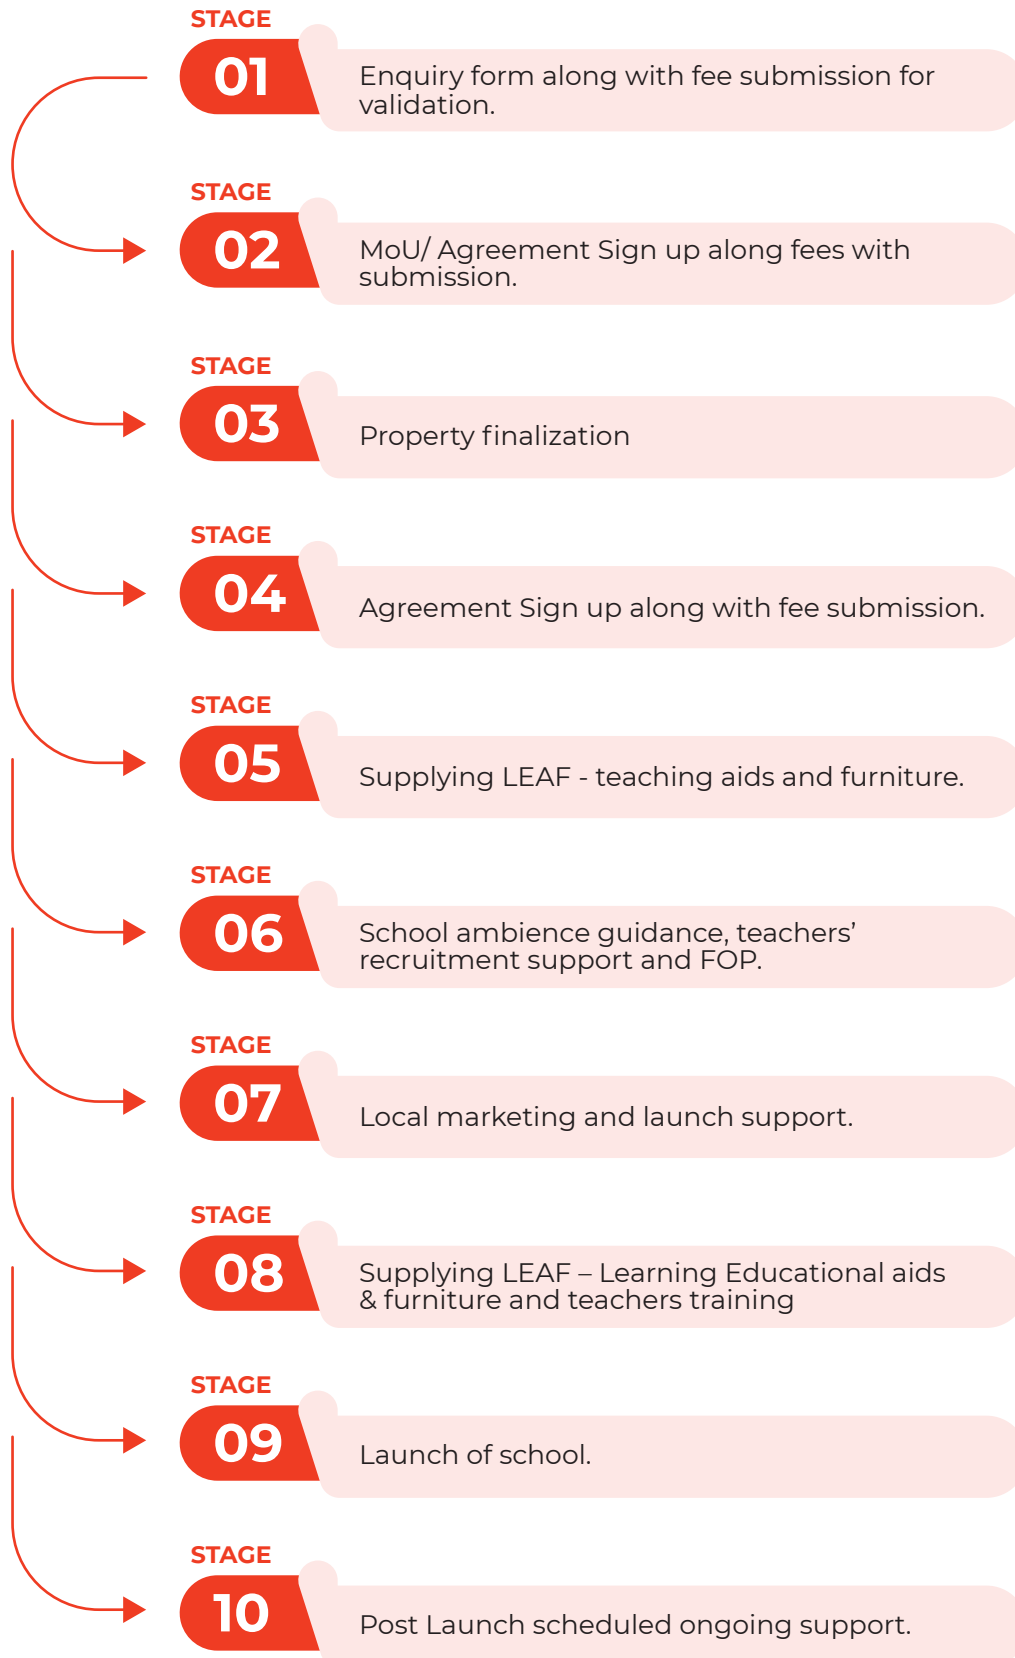 STAGE
01
Enquiry form along with fee submission for
validation.
STAGE
02
MoU/ Agreement Sign up along fees with
submission.
STAGE
03
Property finalization
STAGE
04
Agreement Sign up along with fee submission.
STAGE
05
Supplying LEAF - teaching aids and furniture.
STAGE
06
School ambience guidance, teachers’
recruitment support and FOP.
STAGE
07
Local marketing and launch support.
STAGE
08
Supplying LEAF – Learning Educational aids
& furniture and teachers training
STAGE
09
Launch of school.
STAGE
10
Post Launch scheduled ongoing support.